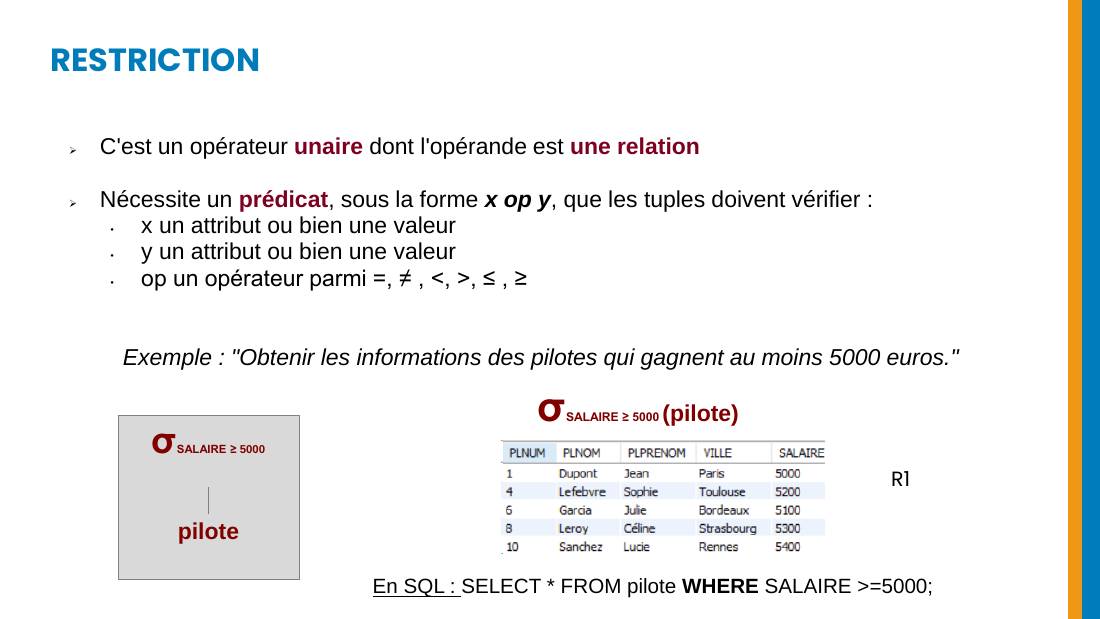 RESTRICTION
➢ C'est un opérateur unaire dont l'opérande est une relation
➢ Nécessite un prédicat, sous la forme x op y, que les tuples doivent vérifier :
• x un attribut ou bien une valeur
• y un attribut ou bien une valeur
• op un opérateur parmi =, ≠ , <, >, ≤ , ≥
Exemple : "Obtenir les informations des pilotes qui gagnent au moins 5000 euros."
σ SALAIRE ≥ 5000 (pilote)
σ SALAIRE ≥ 5000
pilote
PLNUM PLNOM PLPRENOM VILLE SALAIRE
1 Dupont Jean Paris 5000
4 Lefebvre Sophie Toulouse 5200
6 Garcia Julie Bordeaux 5100
8 Leroy Céline Strasbourg 5300
10 Sanchez Lucie Rennes 5400
R1
En SQL : SELECT * FROM pilote WHERE SALAIRE >=5000;